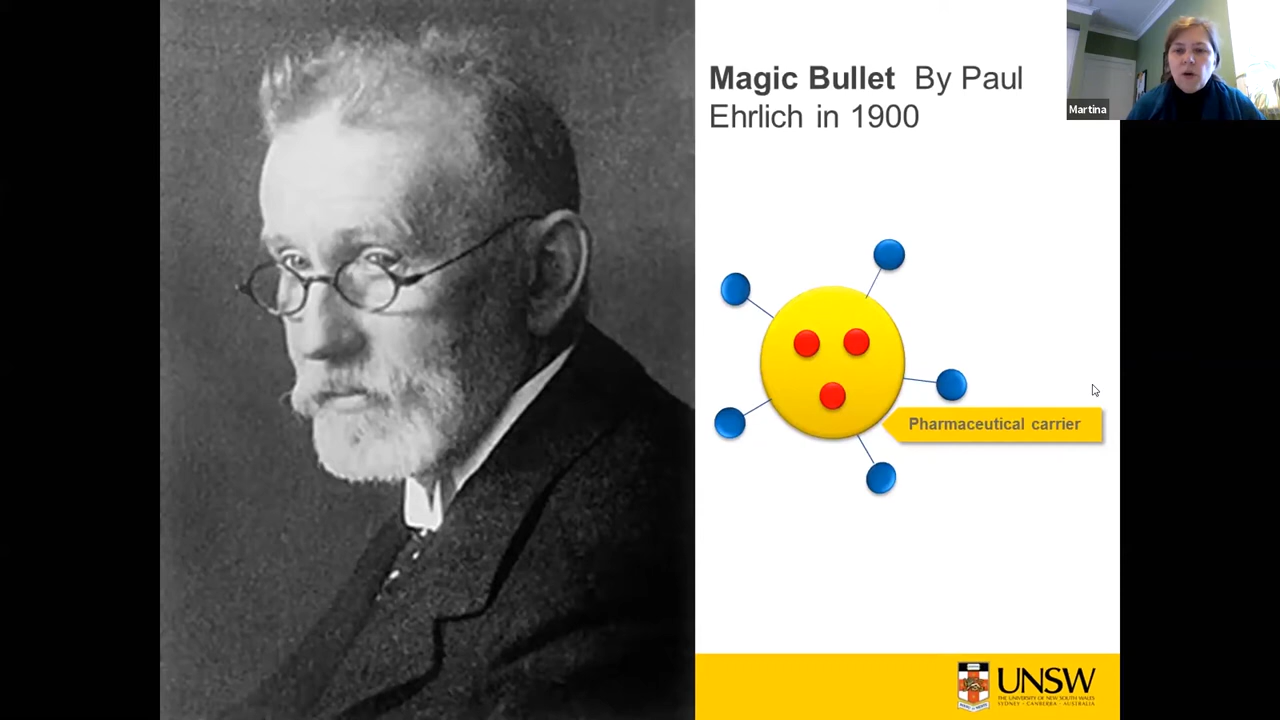 Magic Bullet By Paul
Ehrlich in 1900
Martina
Pharmaceutical carrier
UNSW
THE UNIVERSITY OF NEW SOUTH WALES
SYDNEY · CANBERRA · AUSTRALIA